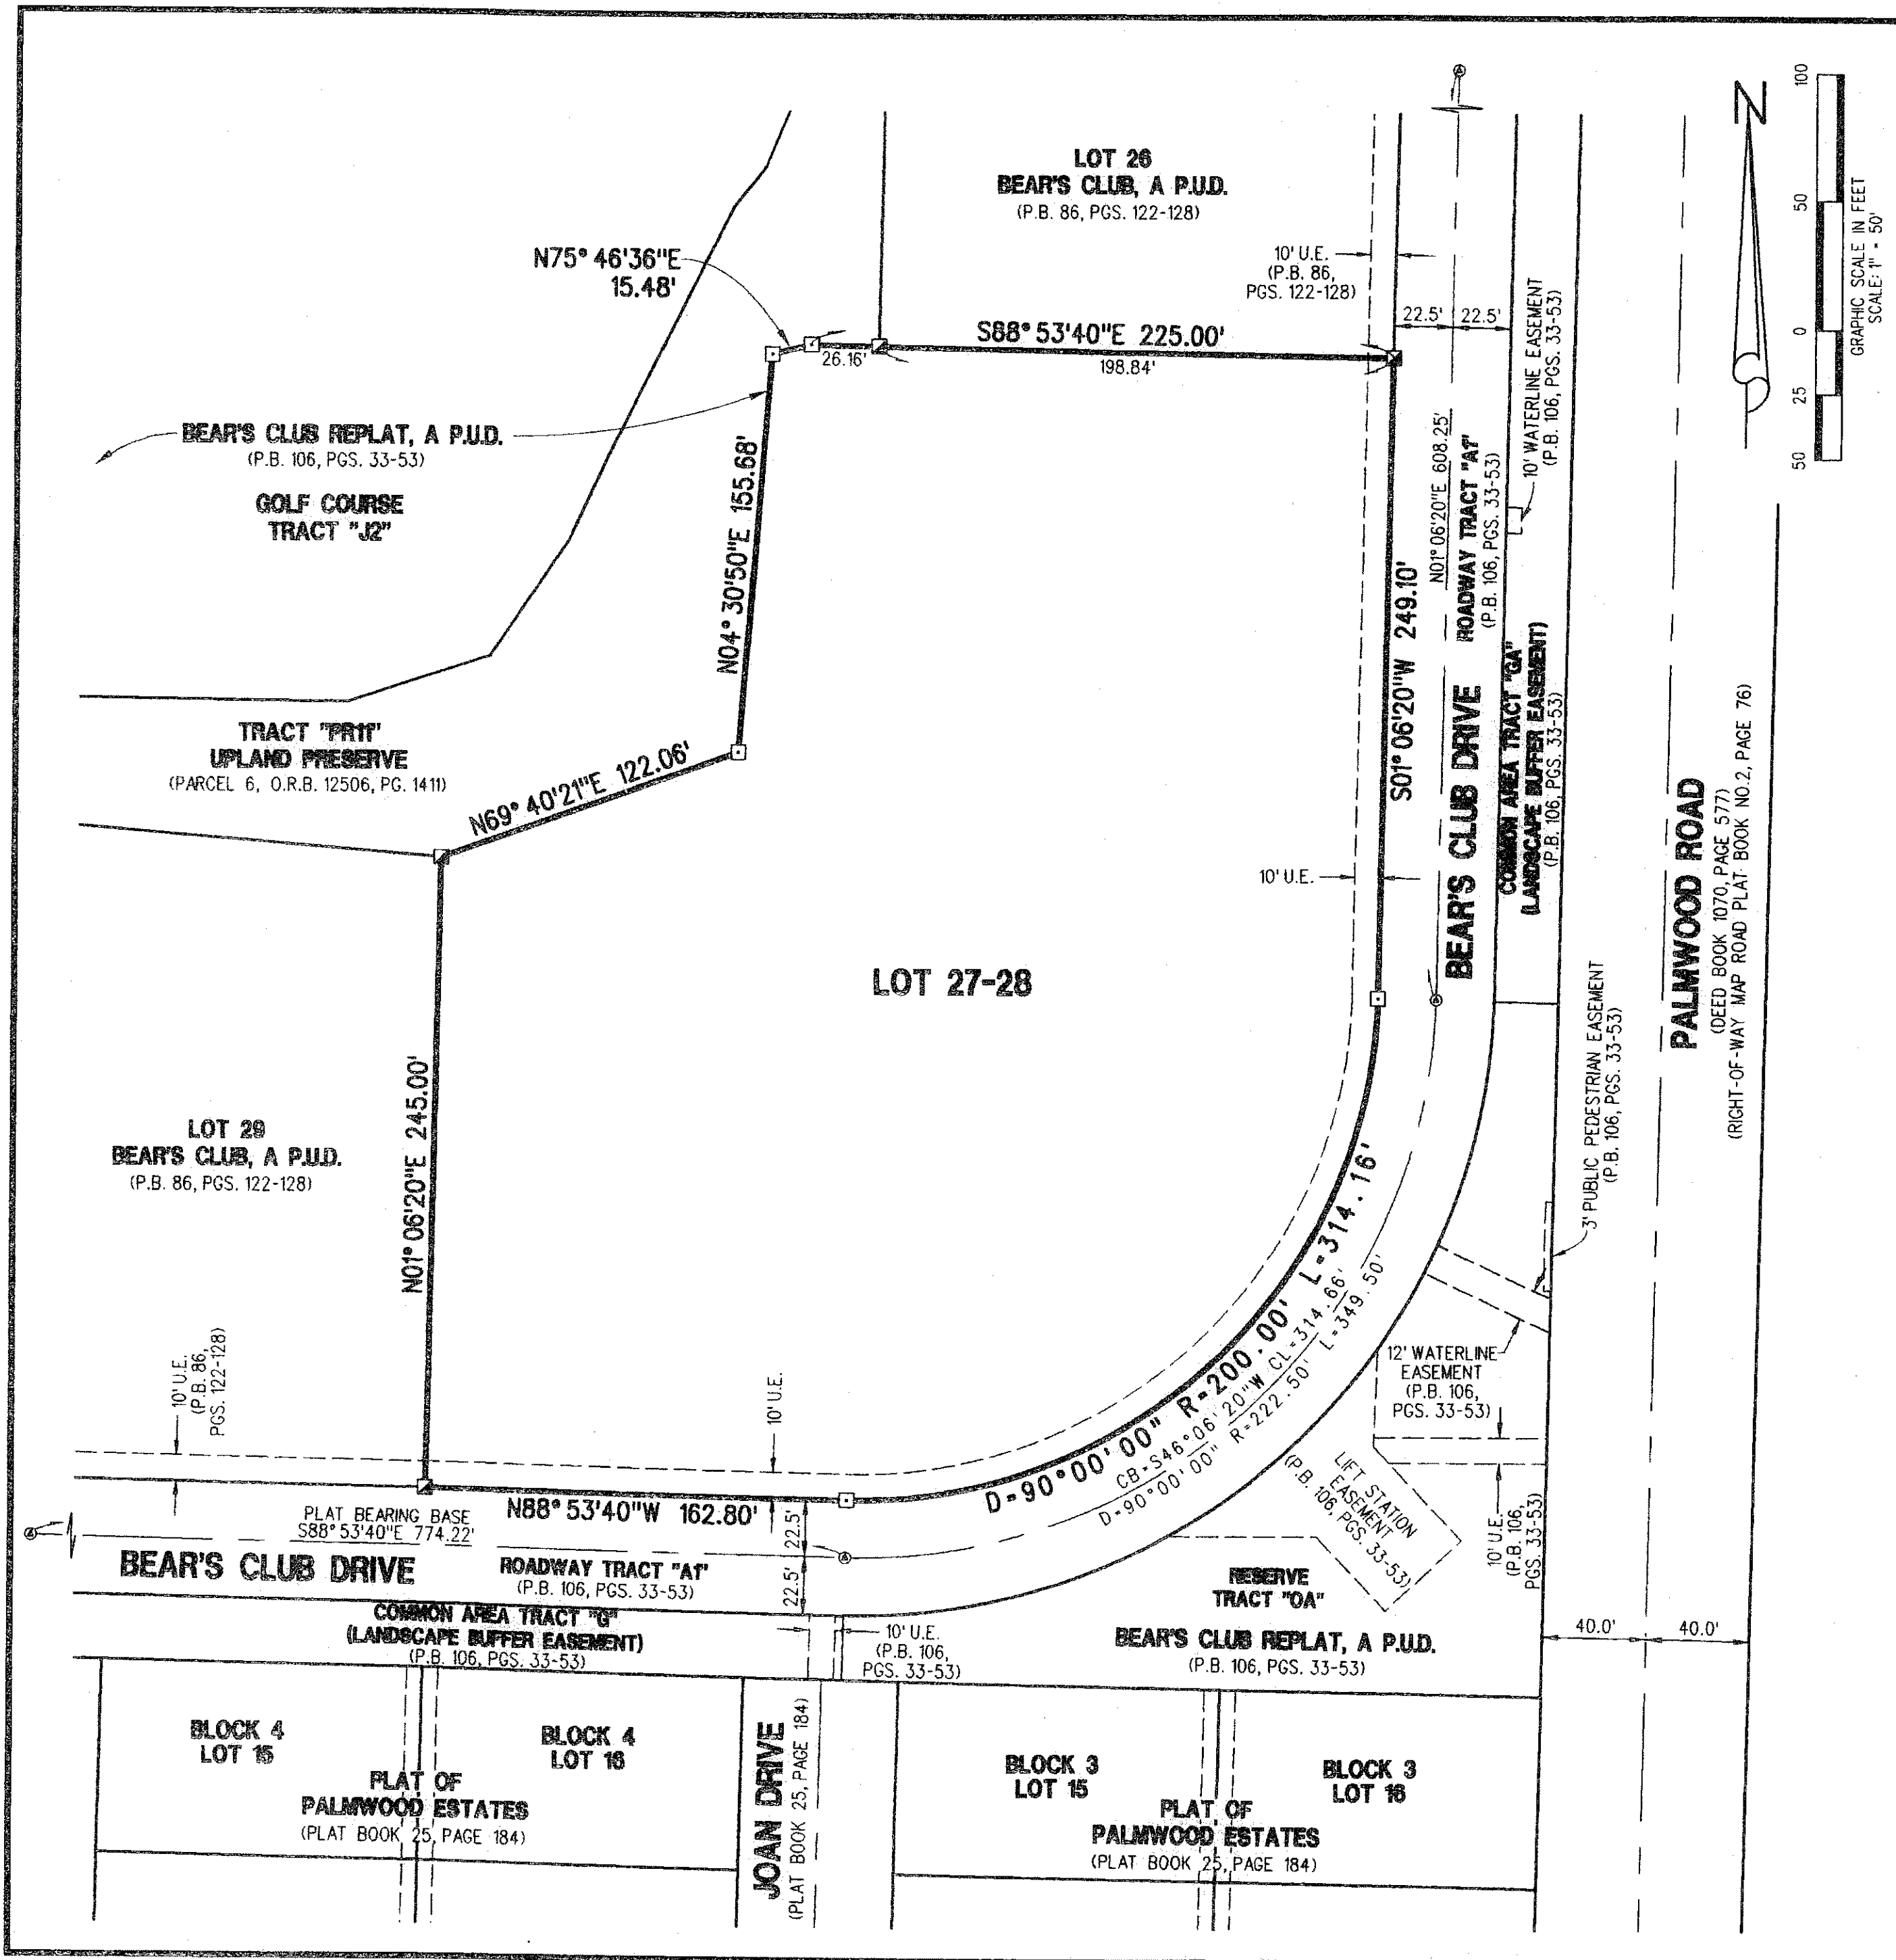 LOT 26
BEAR'S CLUB, A P.U.D.
(P.B. 86, PGS. 122-128)
N75°46'36"E
15.48'
10' U.E.
(P.B. 86,
PGS. 122-128)
S88°53'40"E 225.00'
26.16'
198.84'
22.5'
22.5'
10' WATERLINE EASEMENT
(P.B. 106, PGS. 33-53)
N
100
50
0
25
50
GRAPHIC SCALE IN FEET
SCALE: 1" = 50'
BEAR'S CLUB REPLAT, A P.U.D.
(P.B. 106, PGS. 33-53)
GOLF COURSE
TRACT "J2"
N04°30'50"E 155.68'
N01°06'20"E 608.25'
ROADWAY TRACT "A1"
(P.B. 106, PGS. 33-53)
S01°06'20"W 249.10'
BEAR'S CLUB DRIVE
COMMON AREA TRACT "GA"
(LANDSCAPE BUFFER EASEMENT)
(P.B. 106, PGS. 33-53)
TRACT "PR11"
UPLAND PRESERVE
(PARCEL 6, O.R.B. 12506, PG. 1411)
N69°40'21"E 122.06'
10' U.E.
LOT 27-28
PALMWOOD ROAD
(DEED BOOK 1070, PAGE 577)
(RIGHT-OF-WAY MAP ROAD PLAT BOOK NO.2, PAGE 76)
3' PUBLIC PEDESTRIAN EASEMENT
(P.B. 106, PGS. 33-53)
LOT 29
BEAR'S CLUB, A P.U.D.
(P.B. 86, PGS. 122-128)
N01°06'20"E 245.00'
D=90°00'00" R=200.00' L=314.16'
CB=S46°06'20"W CL=314.66'
D=90°00'00" R=222.50' L=349.50'
12' WATERLINE
EASEMENT
(P.B. 106,
PGS. 33-53)
10' U.E.
(P.B. 86,
PGS. 122-128)
10' U.E.
LIFT STATION
EASEMENT
(P.B. 106, PGS. 33-53)
10' U.E.
(P.B. 106,
PGS. 33-53)
PLAT BEARING BASE
S88°53'40"E 774.22'
N88°53'40"W 162.80'
22.5'
22.5'
BEAR'S CLUB DRIVE
ROADWAY TRACT "A1"
(P.B. 106, PGS. 33-53)
RESERVE
TRACT "OA"
COMMON AREA TRACT "G"
(LANDSCAPE BUFFER EASEMENT)
(P.B. 106, PGS. 33-53)
10' U.E.
(P.B. 106,
PGS. 33-53)
BEAR'S CLUB REPLAT, A P.U.D.
(P.B. 106, PGS. 33-53)
40.0'
40.0'
BLOCK 4
LOT 15
BLOCK 4
LOT 16
PLAT OF
PALMWOOD ESTATES
(PLAT BOOK 25, PAGE 184)
JOAN DRIVE
(PLAT BOOK 25, PAGE 184)
BLOCK 3
LOT 15
BLOCK 3
LOT 16
PLAT OF
PALMWOOD ESTATES
(PLAT BOOK 25, PAGE 184)